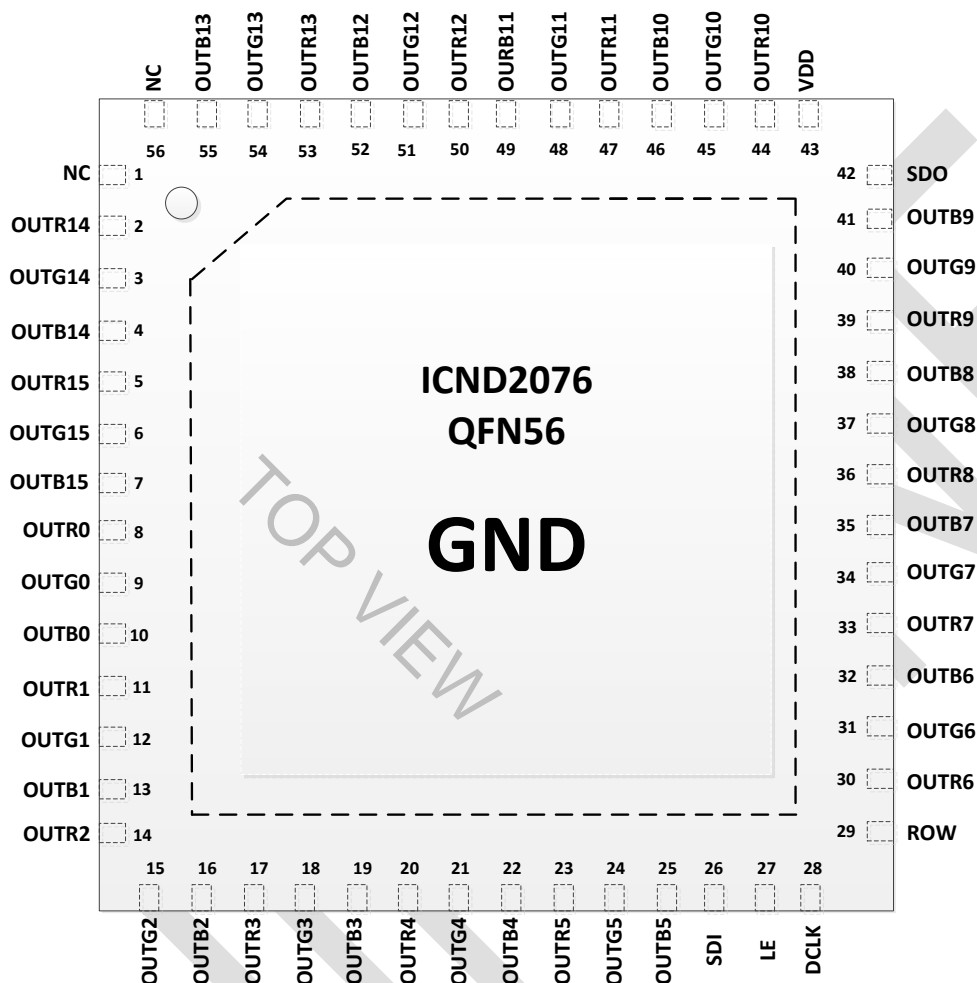 NC
OUTB13
OUTG13
OUTR13
OUTB12
OUTG12
OUTR12
OURB11
OUTG11
OUTR11
OUTB10
OUTG10
OUTR10
VDD
56 55 54 53 52 51 50 49 48 47 46 45 44 43
NC 1
OUTR14 2
OUTG14 3
OUTB14 4
OUTR15 5
OUTG15 6
OUTB15 7
OUTR0 8
OUTG0 9
OUTB0 10
OUTR1 11
OUTG1 12
OUTB1 13
OUTR2 14
ICND2076
QFN56
GND
TOP VIEW
42 SDO
41 OUTB9
40 OUTG9
39 OUTR9
38 OUTB8
37 OUTG8
36 OUTR8
35 OUTB7
34 OUTG7
33 OUTR7
32 OUTB6
31 OUTG6
30 OUTR6
29 ROW
15 16 17 18 19 20 21 22 23 24 25 26 27 28
OUTG2
OUTB2
OUTR3
OUTG3
OUTB3
OUTR4
OUTG4
OUTB4
OUTR5
OUTG5
OUTB5
SDI
LE
DCLK